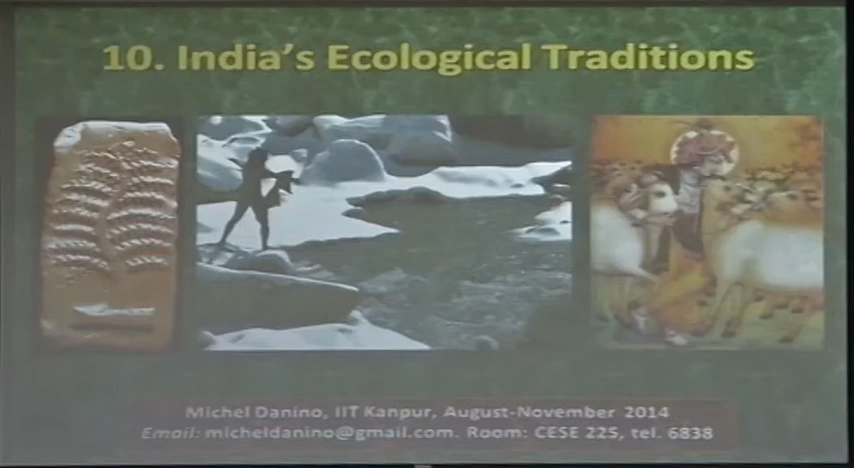 10. India's Ecological Traditions
Michel Danino, IIT Kanpur, August-November 2014
Email: micheldanino@gmail.com. Room: CESE 225, tel. 6838